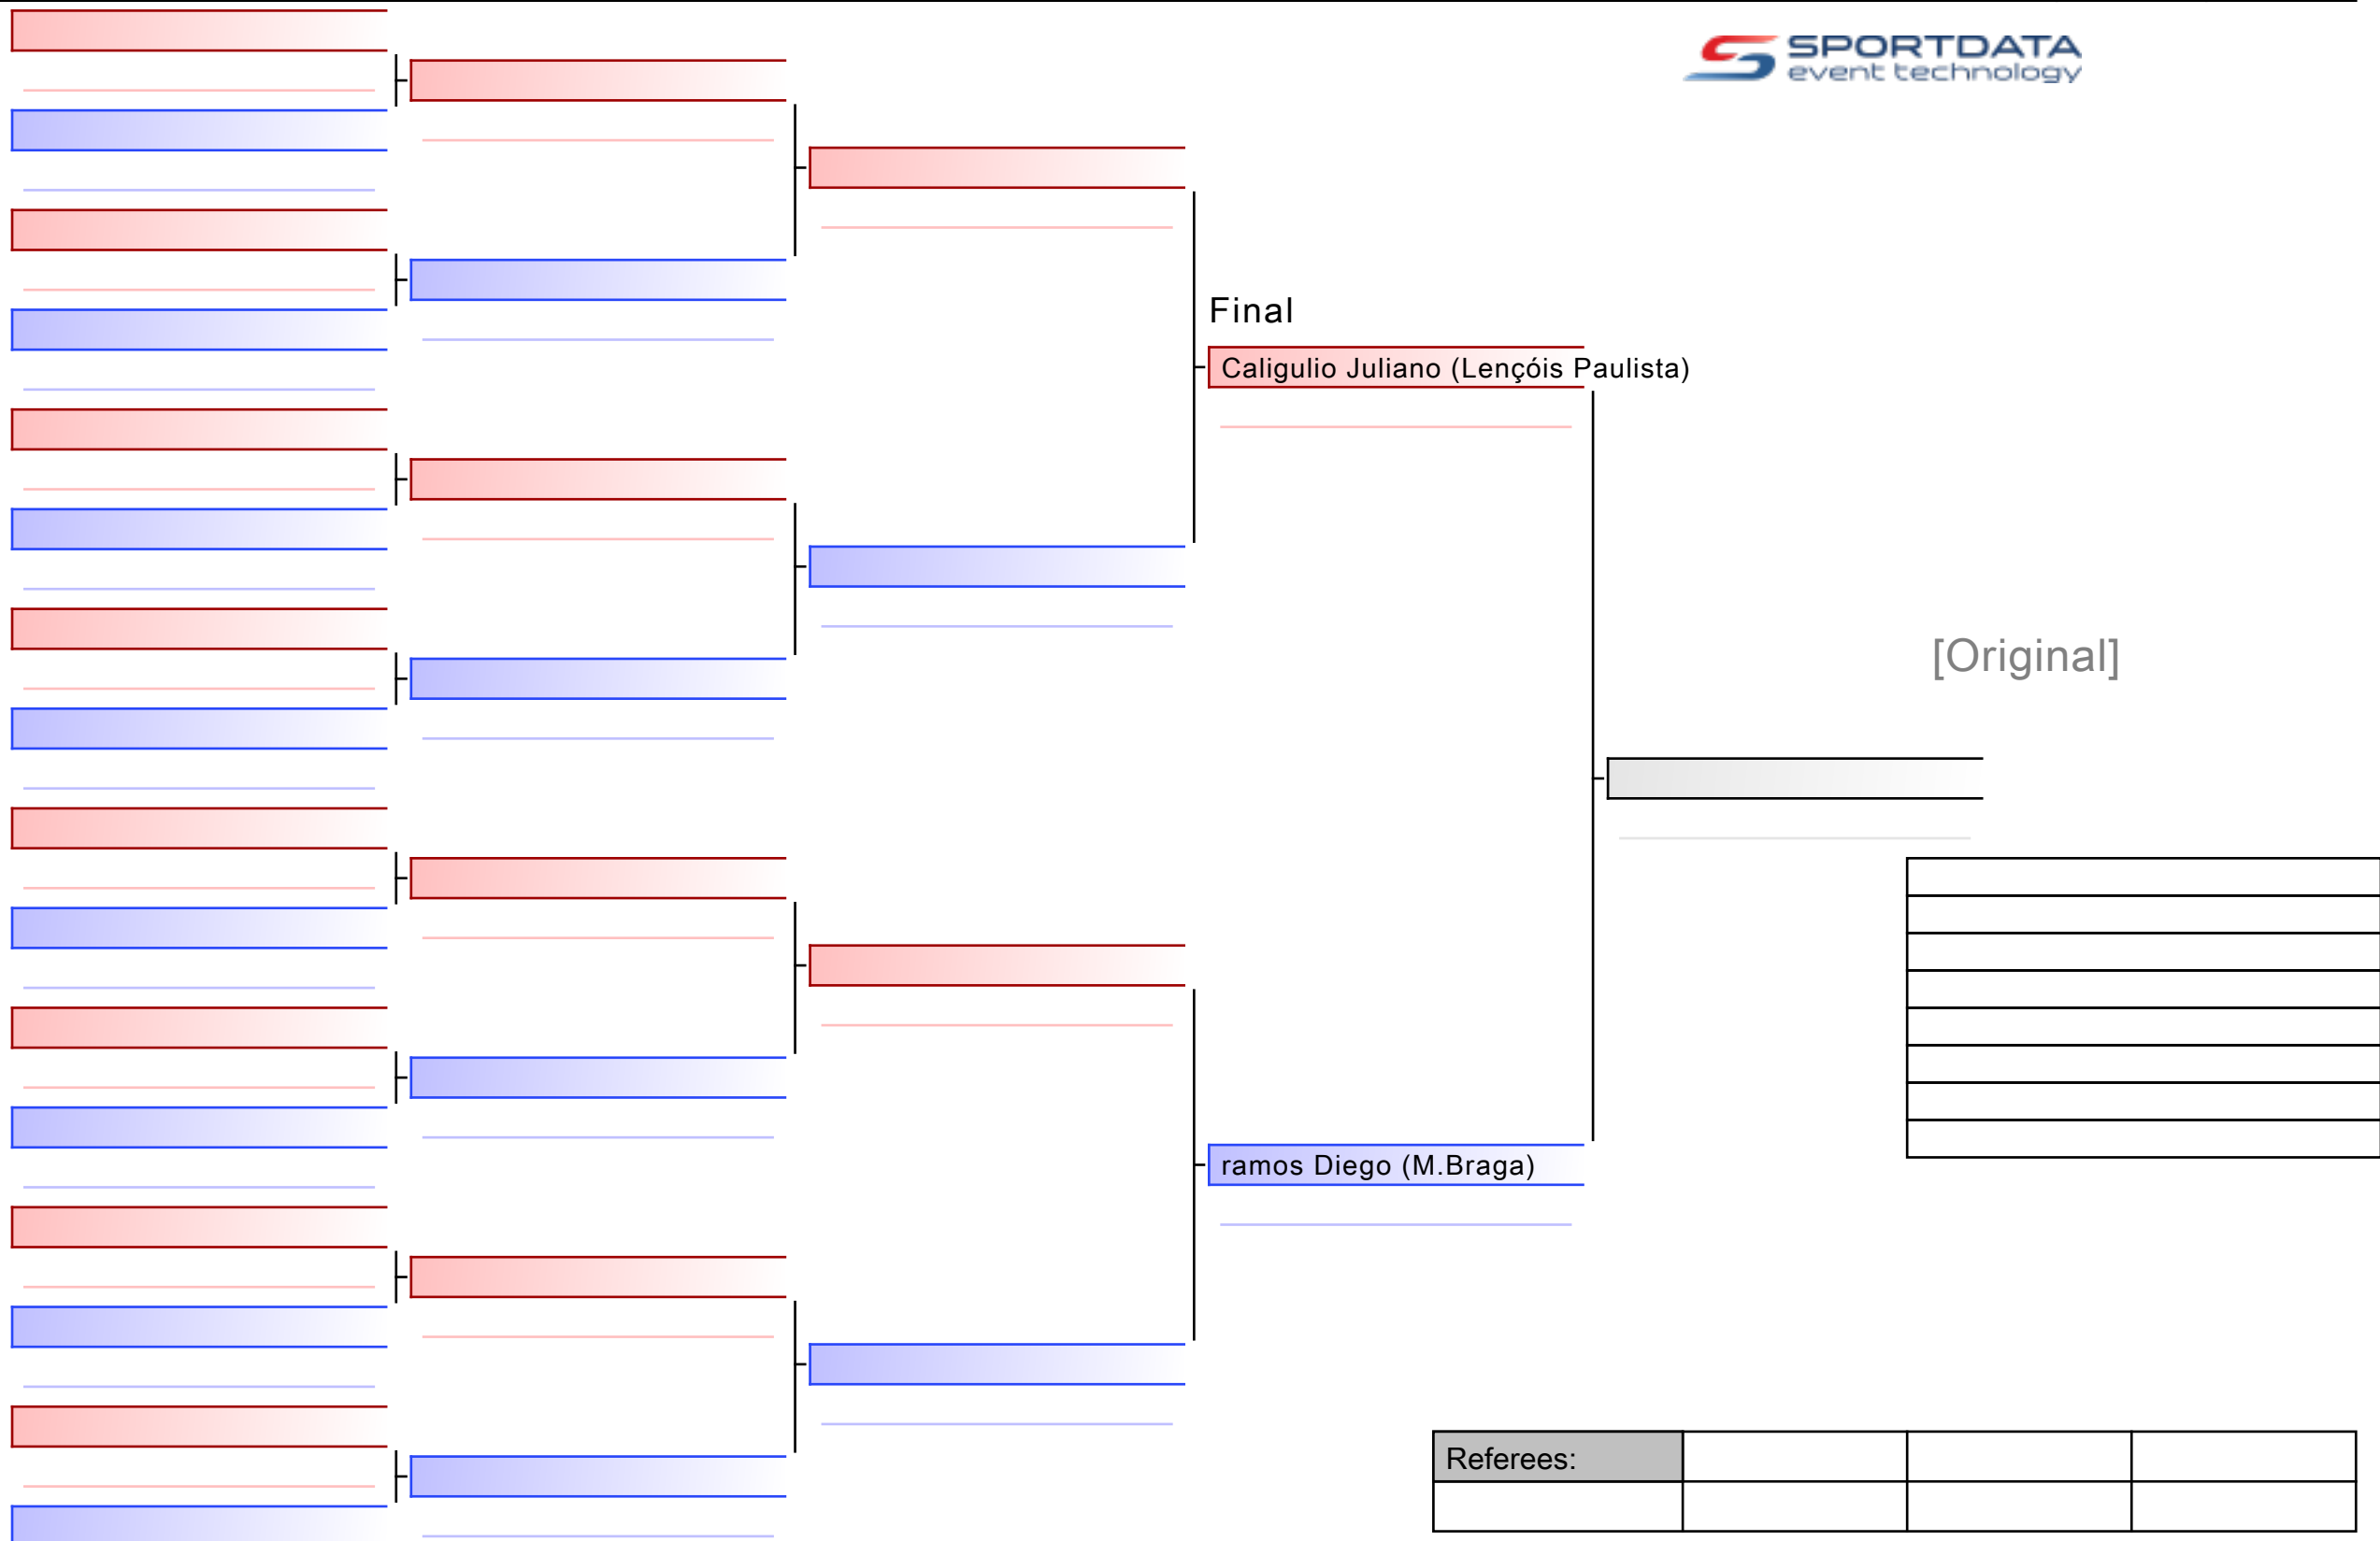 SPORTDATA
event technology
Final
Caligulio Juliano (Lençóis Paulista)
[Original]
ramos Diego (M.Braga)
Referees: